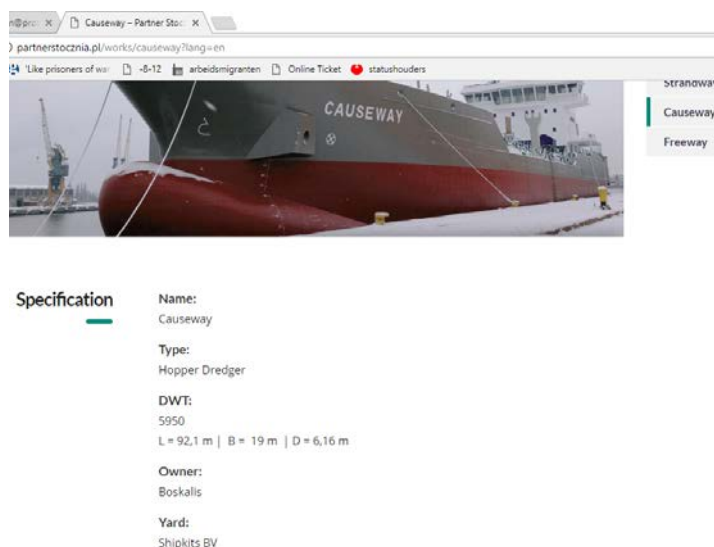 Causeway – Partner Stoc
partnerstocznia.pl/works/causeway?lang=en
'Like prisoners of war
-8-12
arbeidsmigranten
Online Ticket
statushouders
CAUSEWAY
Strandway
Causeway
Freeway
Specification
Name:
Causeway
Type:
Hopper Dredger
DWT:
5950
L = 92,1 m | B = 19 m | D = 6,16 m
Owner:
Boskalis
Yard:
Shipkits BV